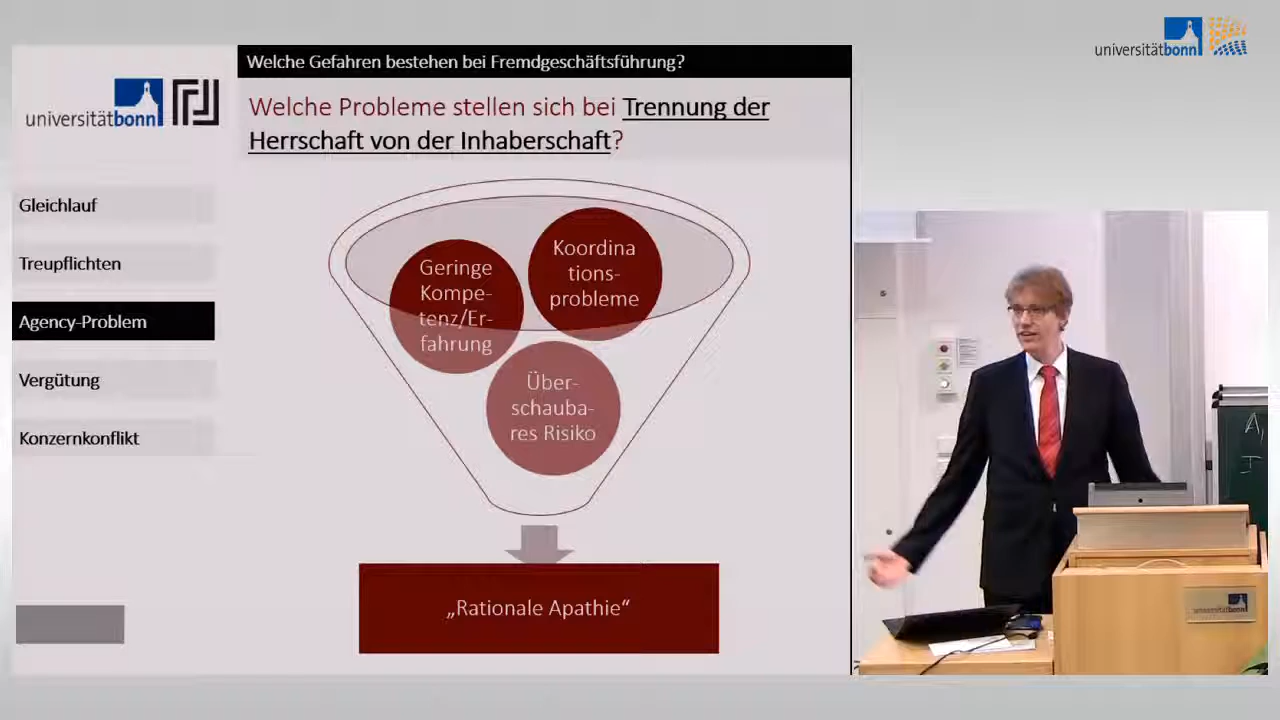 universitätbonn
Welche Gefahren bestehen bei Fremdgeschäftsführung?
universitätbonn
Welche Probleme stellen sich bei Trennung der
Herrschaft von der Inhaberschaft?
Gleichlauf
Treupflichten
Agency-Problem
Vergütung
Konzernkonflikt
Geringe
Kompe-
tenz/Er-
fahrung
Koordina
tions-
probleme
Über-
schauba-
res Risiko
„Rationale Apathie“
universitätbonn